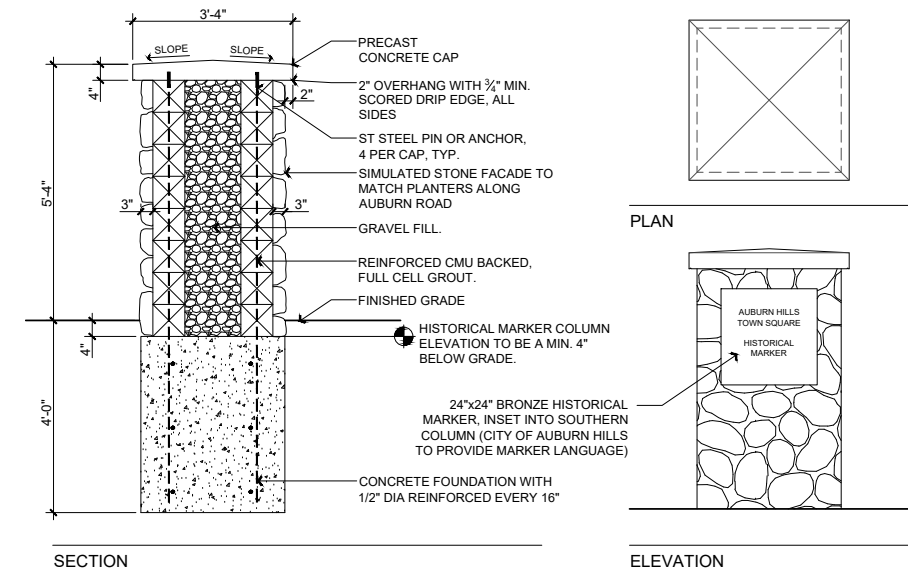 3'-4"
SLOPE
SLOPE
PRECAST
CONCRETE CAP
4"
2"
2" OVERHANG WITH ¾" MIN.
SCORED DRIP EDGE, ALL
SIDES
ST STEEL PIN OR ANCHOR,
4 PER CAP, TYP.
SIMULATED STONE FACADE TO
MATCH PLANTERS ALONG
AUBURN ROAD
5'-4"
3"
3"
GRAVEL FILL.
REINFORCED CMU BACKED,
FULL CELL GROUT.
FINISHED GRADE
4"
HISTORICAL MARKER COLUMN
ELEVATION TO BE A MIN. 4"
BELOW GRADE.
4'-0"
24"x24" BRONZE HISTORICAL
MARKER, INSET INTO SOUTHERN
COLUMN (CITY OF AUBURN HILLS
TO PROVIDE MARKER LANGUAGE)
CONCRETE FOUNDATION WITH
1/2" DIA REINFORCED EVERY 16"
SECTION
PLAN
AUBURN HILLS
TOWN SQUARE
HISTORICAL
MARKER
ELEVATION